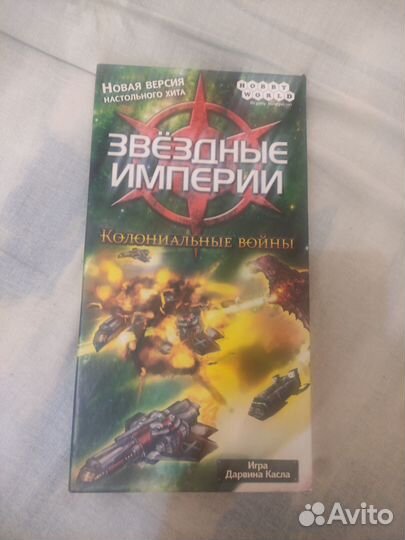 Новая версия
настольного хита
HOBBY
WORLD
ЗВЁЗДНЫЕ
ИМПЕРИИ
Колониальные войны
Игра
Дарвина Касла
Avito